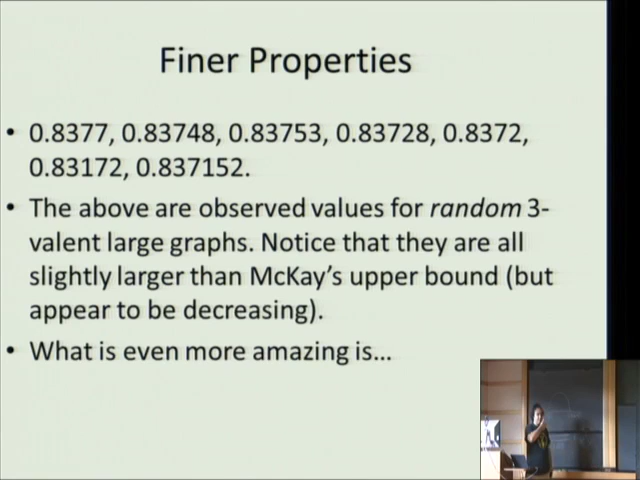 Finer Properties
• 0.8377, 0.83748, 0.83753, 0.83728, 0.8372,
0.83172, 0.837152.
• The above are observed values for random 3-
valent large graphs. Notice that they are all
slightly larger than McKay's upper bound (but
appear to be decreasing).
• What is even more amazing is...